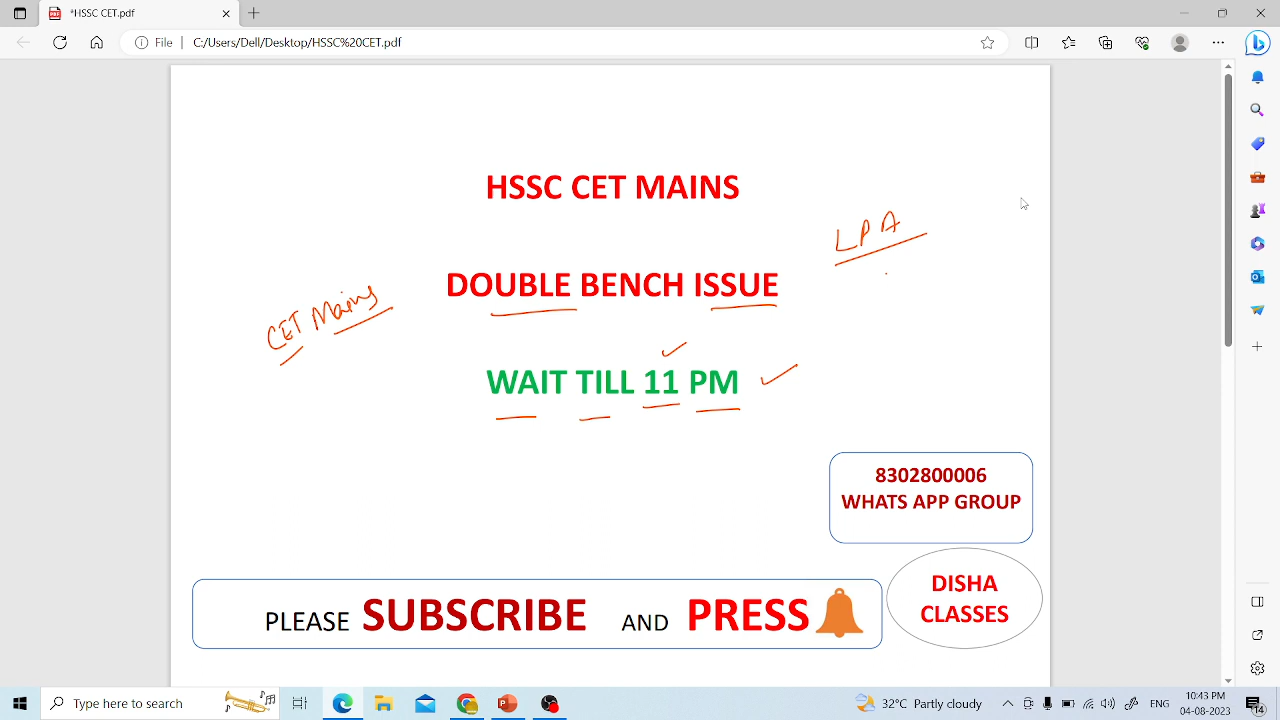 *HSSC CET.pdf
File C:/Users/Dell/Desktop/HSSC%20CET.pdf
HSSC CET MAINS
LPA
DOUBLE BENCH ISSUE
CET Mains
WAIT TILL 11 PM
8302800006
WHATS APP GROUP
DISHA
CLASSES
PLEASE SUBSCRIBE AND PRESS
Type here to search
32°C Partly cloudy
10:43 PM
04-08-2023
14